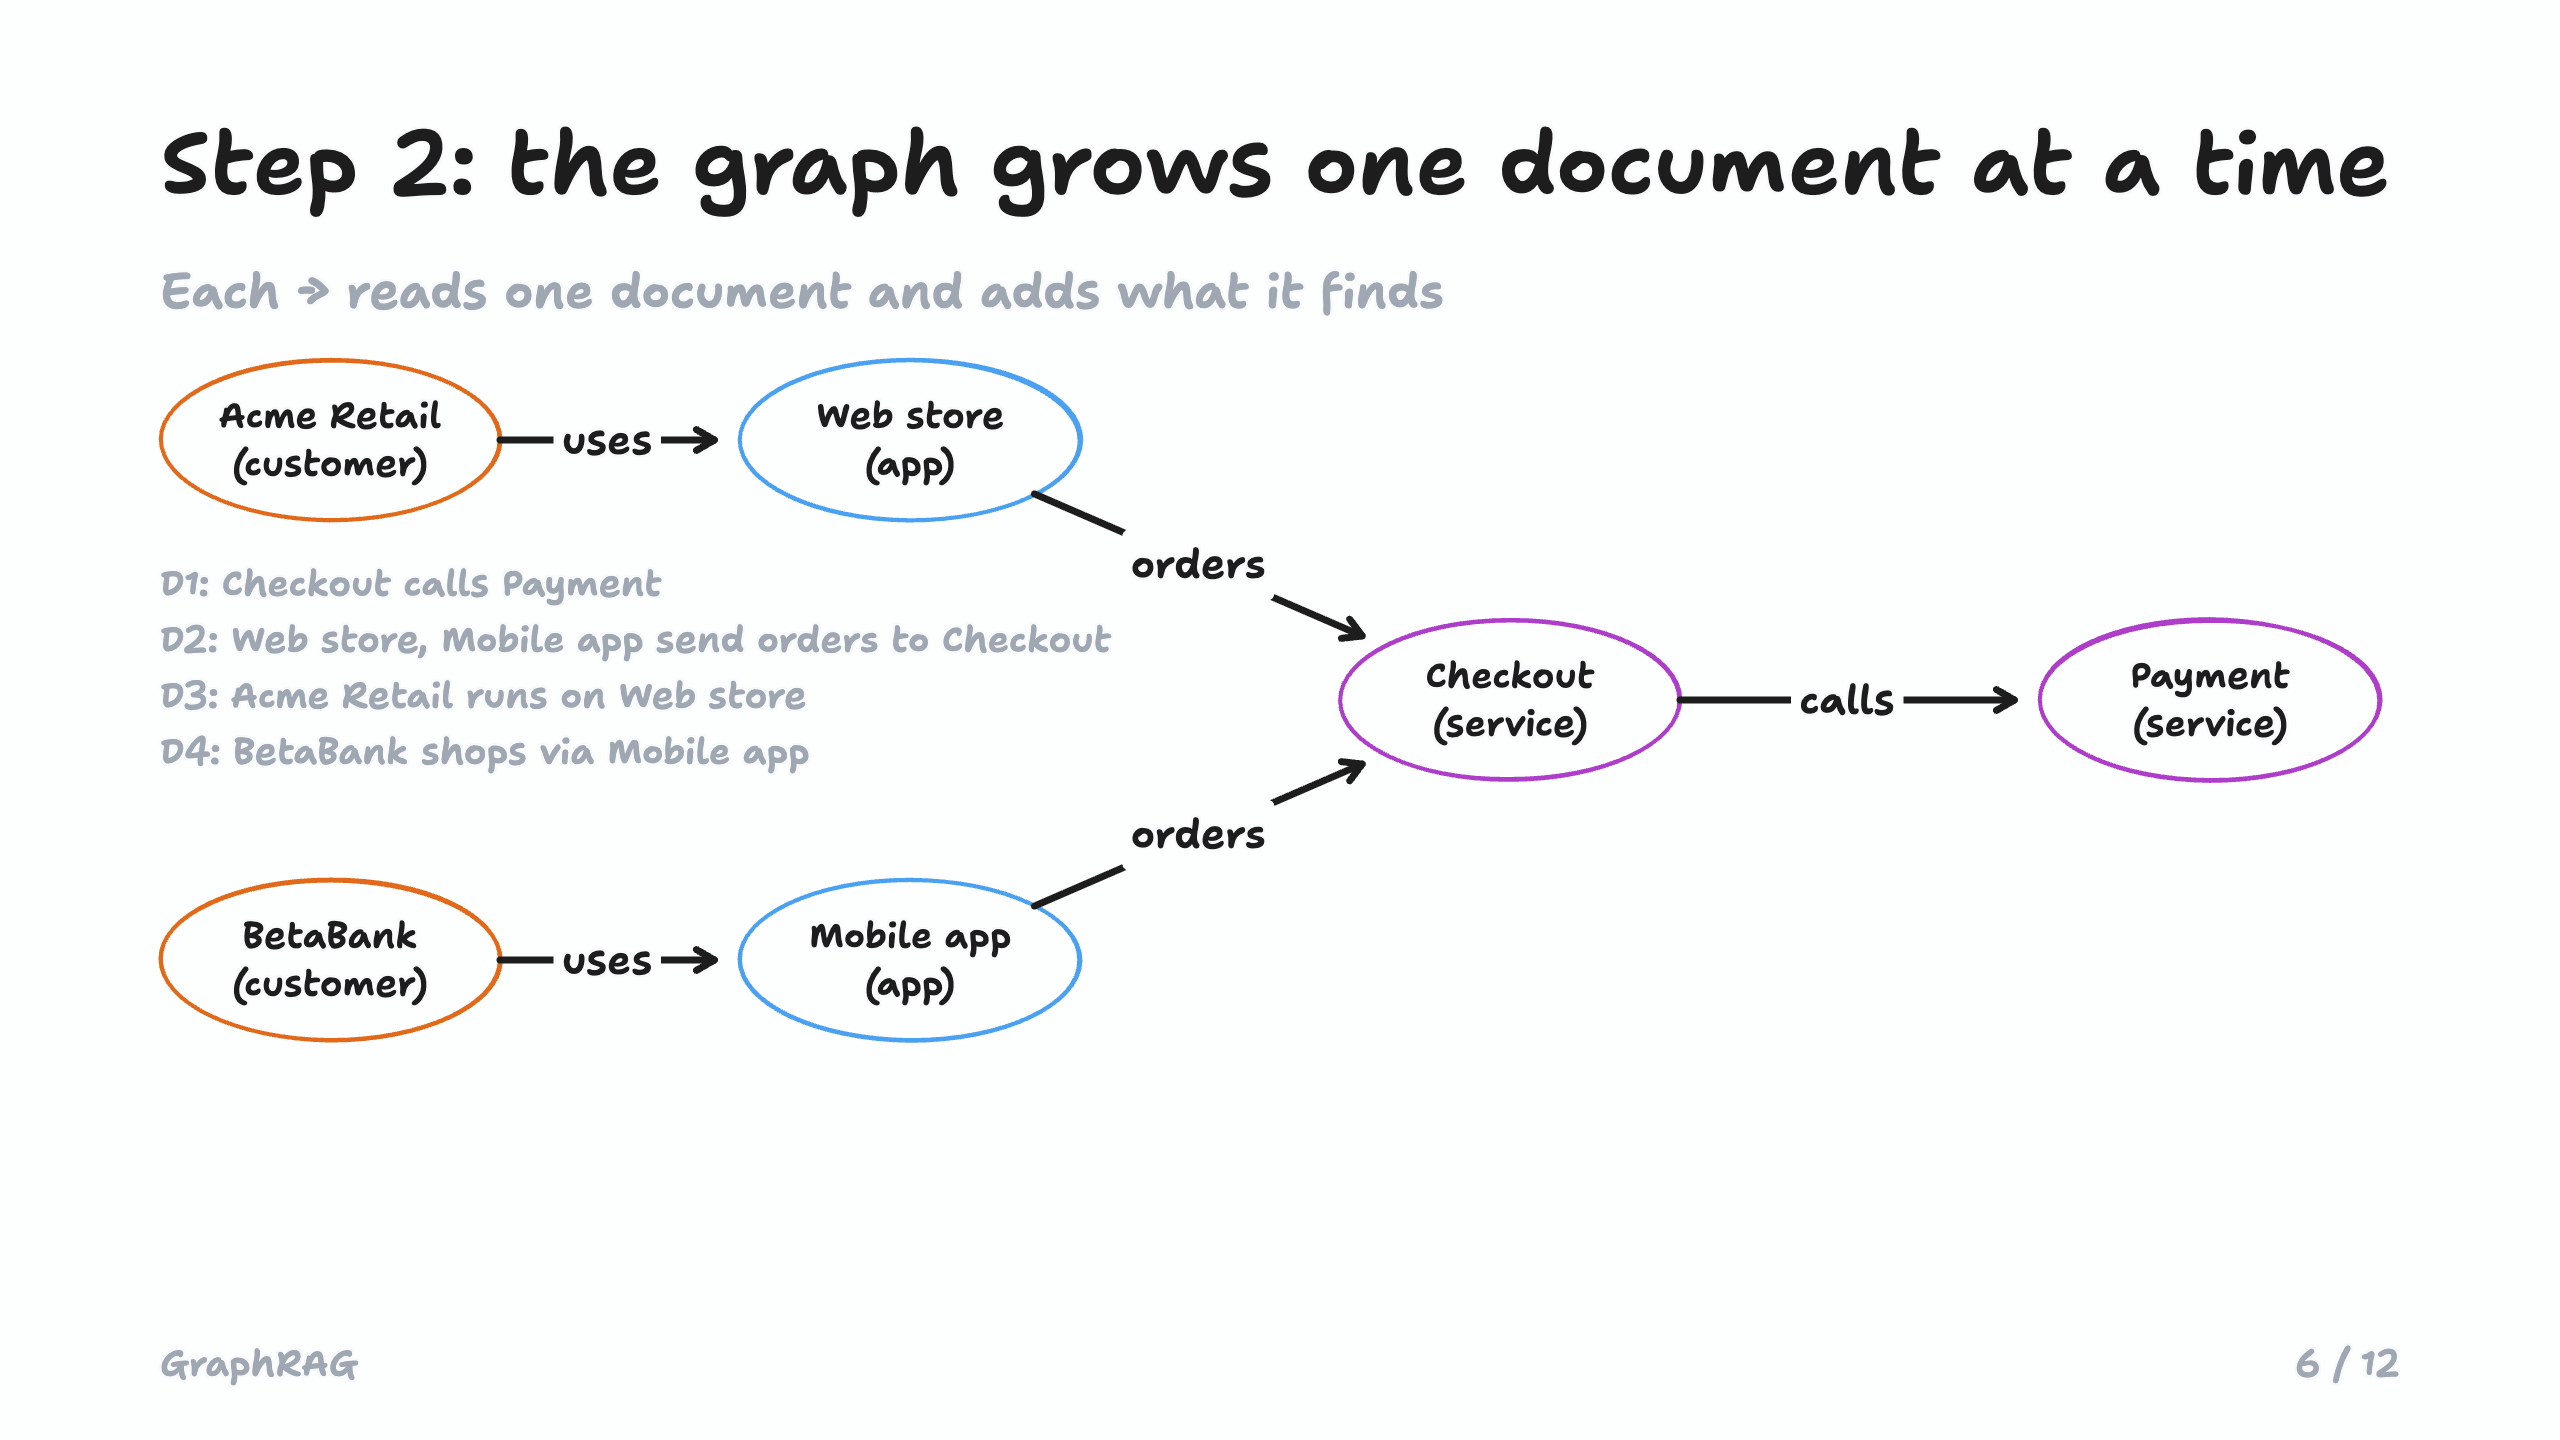 Step 2: the graph grows one document at a time
Each → reads one document and adds what it finds
Acme Retail
(customer)
uses
Web store
(app)
orders
D1: Checkout calls Payment
D2: Web store, Mobile app send orders to Checkout
D3: Acme Retail runs on Web store
D4: BetaBank shops via Mobile app
Checkout
(service)
calls
Payment
(service)
orders
BetaBank
(customer)
uses
Mobile app
(app)
GraphRAG
6 / 12